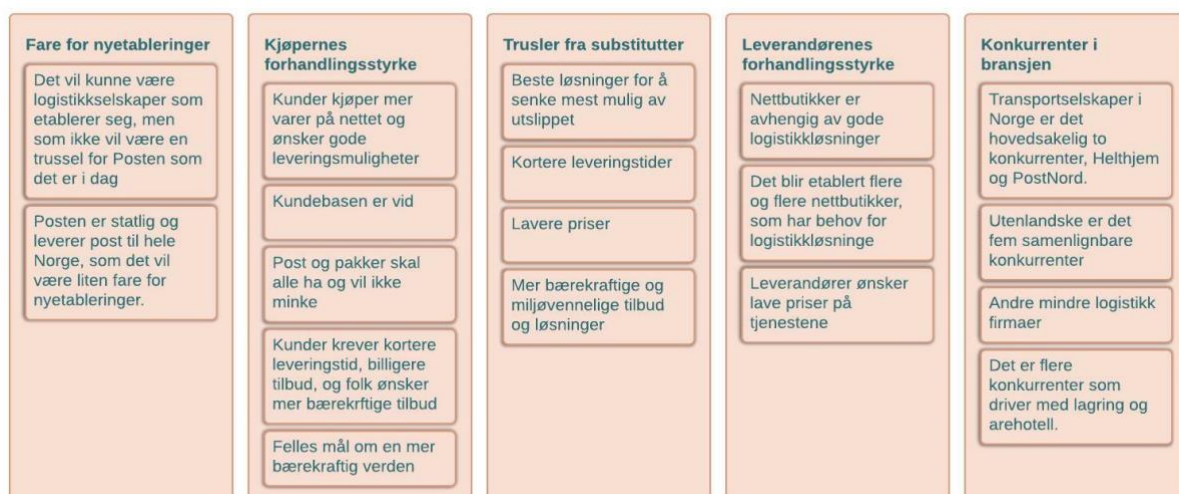 Fare for nyetableringer
Det vil kunne være
logistikkselskaper som
etablerer seg, men
som ikke vil være en
trussel for Posten som
det er i dag
Posten er statlig og
leverer post til hele
Norge, som det vil
være liten fare for
nyetableringer.
Kjøpernes
forhandlingsstyrke
Kunder kjøper mer
varer på nettet og
ønsker gode
leveringsmuligheter
Kundebasen er vid
Post og pakker skal
alle ha og vil ikke
minke
Kunder krever kortere
leveringstid, billigere
tilbud, og folk ønsker
mer bærekrftige tilbud
Felles mål om en mer
bærekraftig verden
Trusler fra substitutter
Beste løsninger for å
senke mest mulig av
utslippet
Kortere leveringstider
Lavere priser
Mer bærekraftige og
miljøvennelige tilbud
og løsninger
Leverandørenes
forhandlingsstyrke
Nettbutikker er
avhengig av gode
logistikkløsninger
Det blir etablert flere
og flere nettbutikker,
som har behov for
logistikkløsninge
Leverandører ønsker
lave priser på
tjenestene
Konkurrenter i
bransjen
Transportselskaper i
Norge er det
hovedsakelig to
konkurrenter, Helthjem
og PostNord.
Utenlandske er det
fem samenlignbare
konkurrenter
Andre mindre logistikk
firmaer
Det er flere
konkurrenter som
driver med lagring og
arehotell.